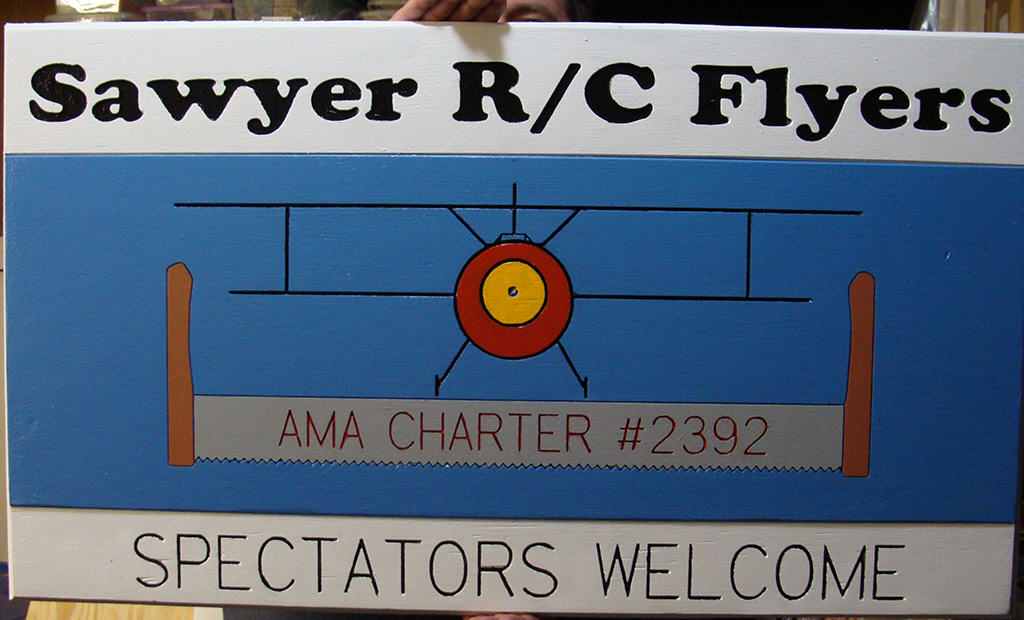 Sawyer R/C Flyers
AMA CHARTER #2392
SPECTATORS WELCOME